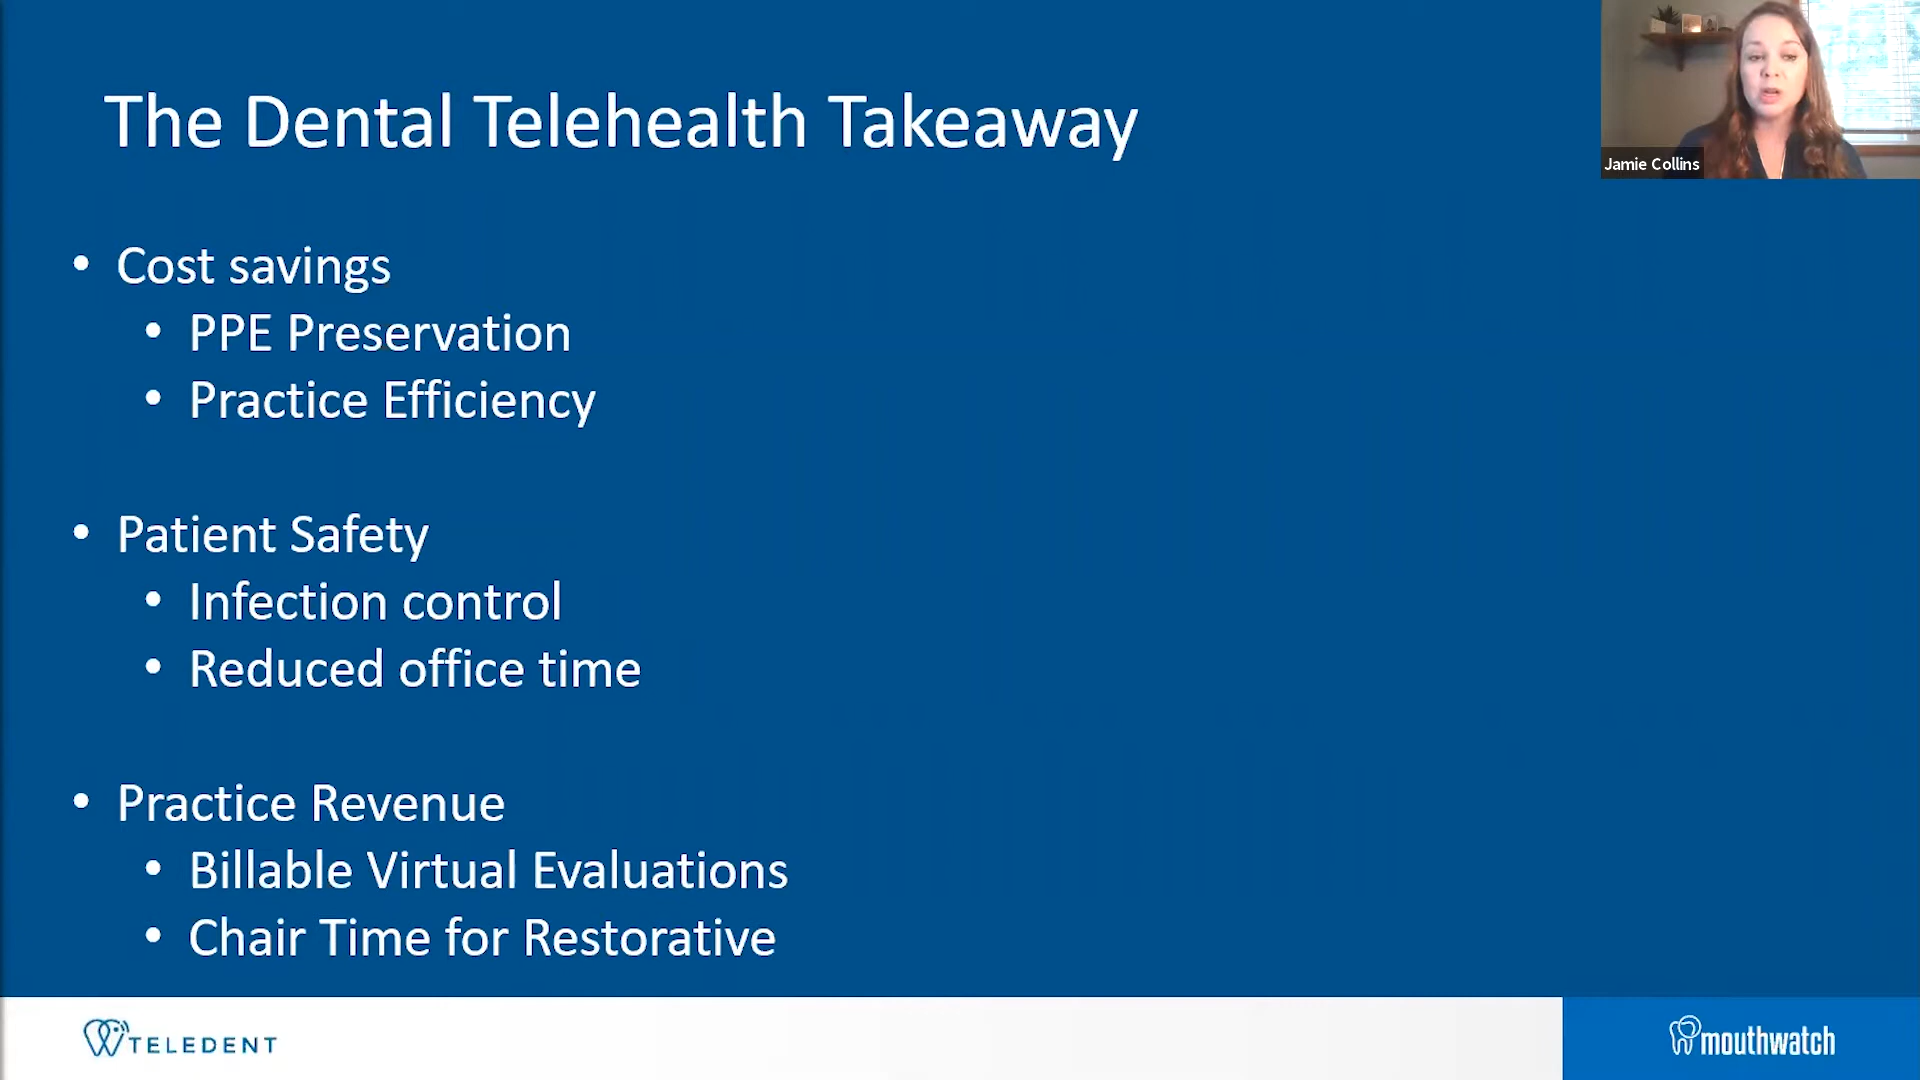 The Dental Telehealth Takeaway
Jamie Collins
• Cost savings
• PPE Preservation
• Practice Efficiency
• Patient Safety
• Infection control
• Reduced office time
• Practice Revenue
• Billable Virtual Evaluations
• Chair Time for Restorative
TELEDENT
mouthwatch